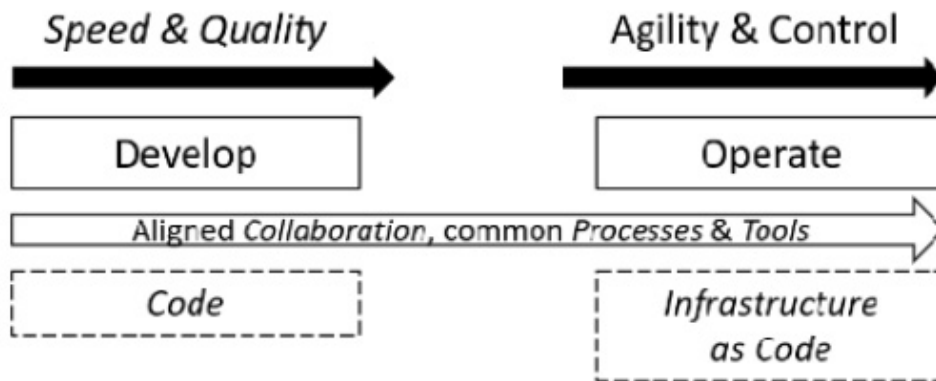 Speed & Quality
Agility & Control
Develop
Operate
Aligned Collaboration, common Processes & Tools
Code
Infrastructure
as Code